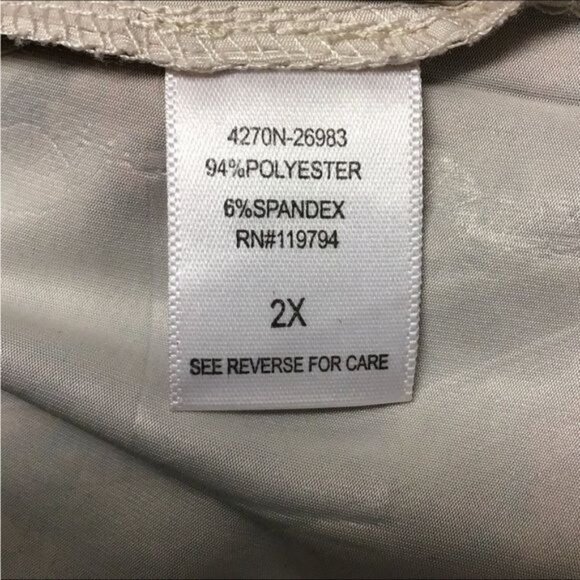 4270N-26983
94%POLYESTER
6%SPANDEX
RN#119794
2X
SEE REVERSE FOR CARE